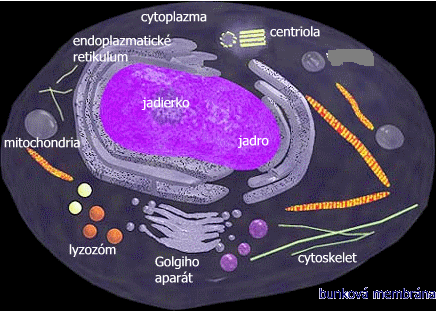 cytoplazma
centriola
endoplazmatické
retikulum
jadierko
jadro
mitochondria
lyzozóm
Golgiho
aparát
cytoskelet
bunková membrána